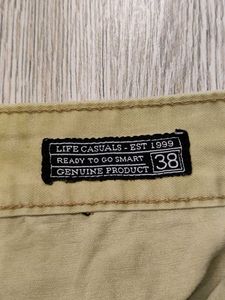 LIFE CASUALS - EST 1999
READY TO GO SMART
GENUINE PRODUCT
38